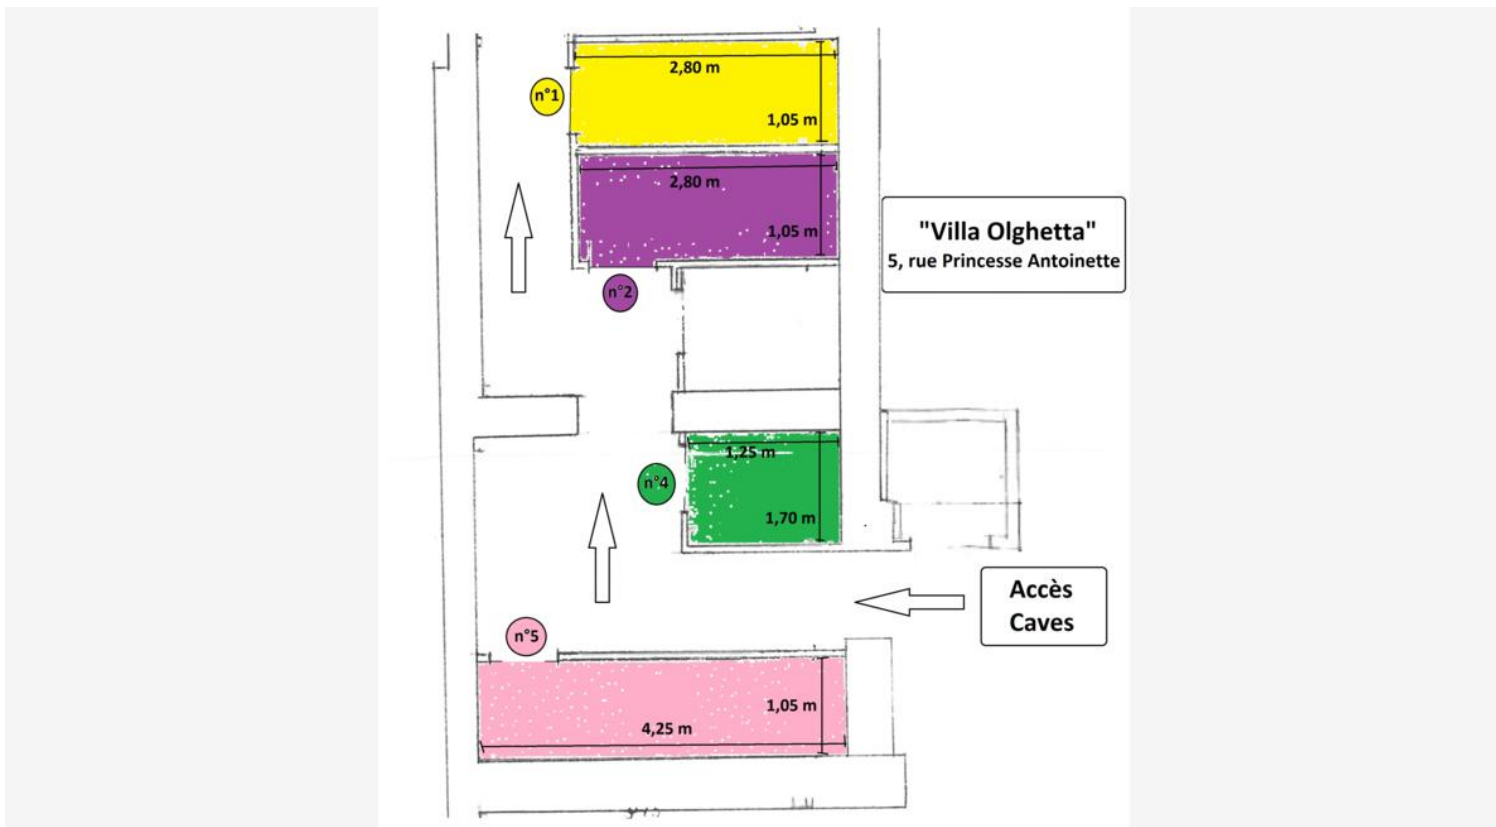 2,80 m
n°1
1,05 m
2,80 m
1,05 m
"Villa Olghetta"
5, rue Princesse Antoinette
n°2
1,25 m
n°4
1,70 m
Accès
Caves
n°5
1,05 m
4,25 m